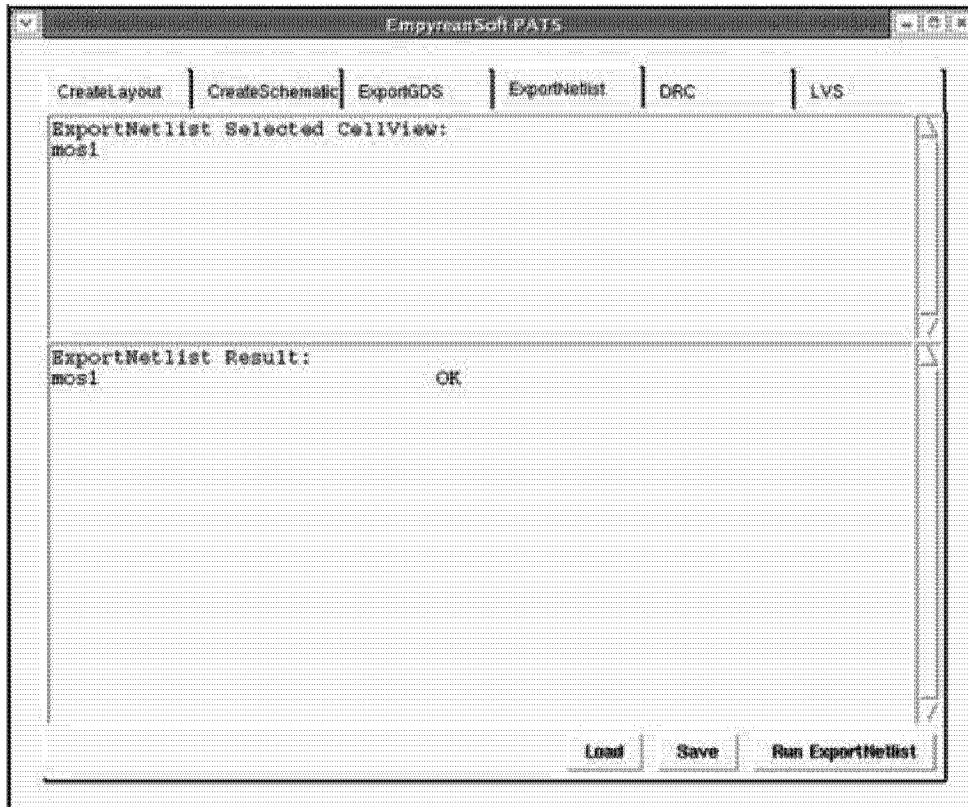 EmpyreanSoft PATS
CreateLayout CreateSchematic ExportGDS ExportNetlist DRC LVS
ExportNetlist Selected CellView:
mos1
ExportNetlist Result:
mos1 OK
Load Save Run ExportNetlist